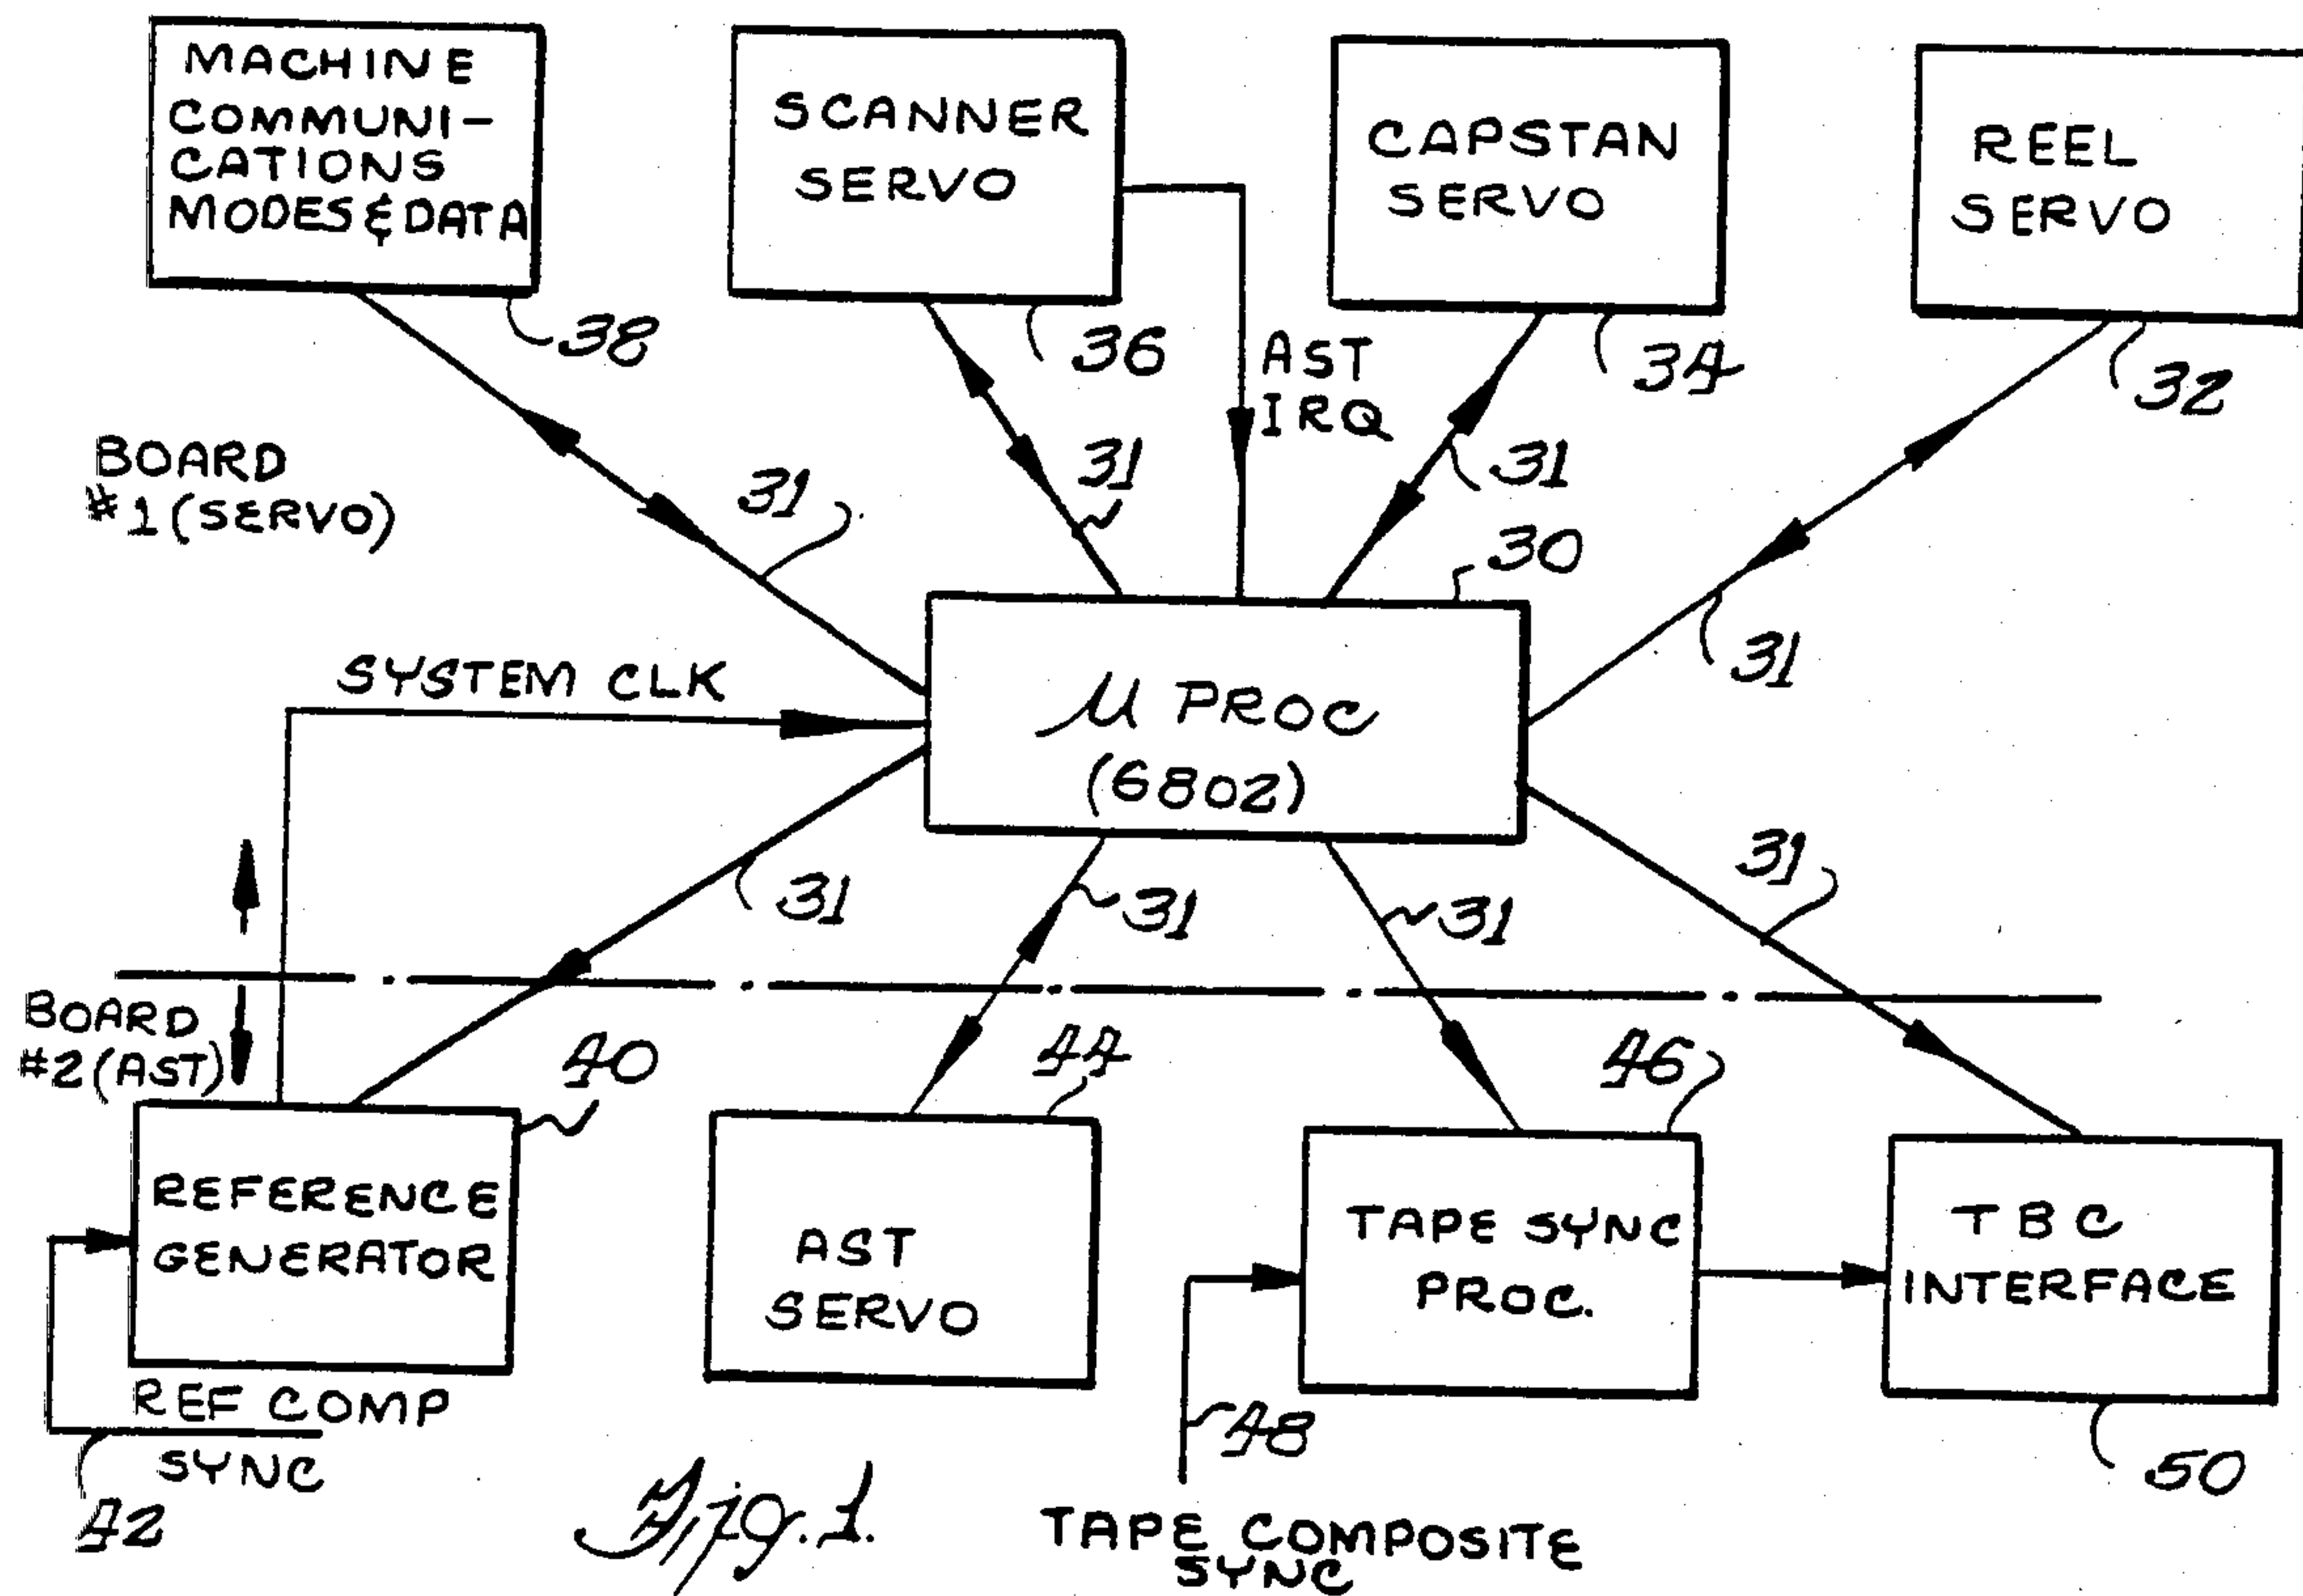 MACHINE
COMMUNI-
CATIONS
MODES & DATA
SCANNER
SERVO
CAPSTAN
SERVO
REEL
SERVO
38
36
34
32
AST
IRQ
BOARD
#1 (SERVO)
31
31
31
30
31
SYSTEM CLK
μ PROC
(6802)
31
31
31
31
BOARD
#2 (AST)
40
44
46
REFERENCE
GENERATOR
AST
SERVO
TAPE SYNC
PROC.
TBC
INTERFACE
REF COMP
SYNC
42
48
50
Fig. 1.
TAPE COMPOSITE
SYNC